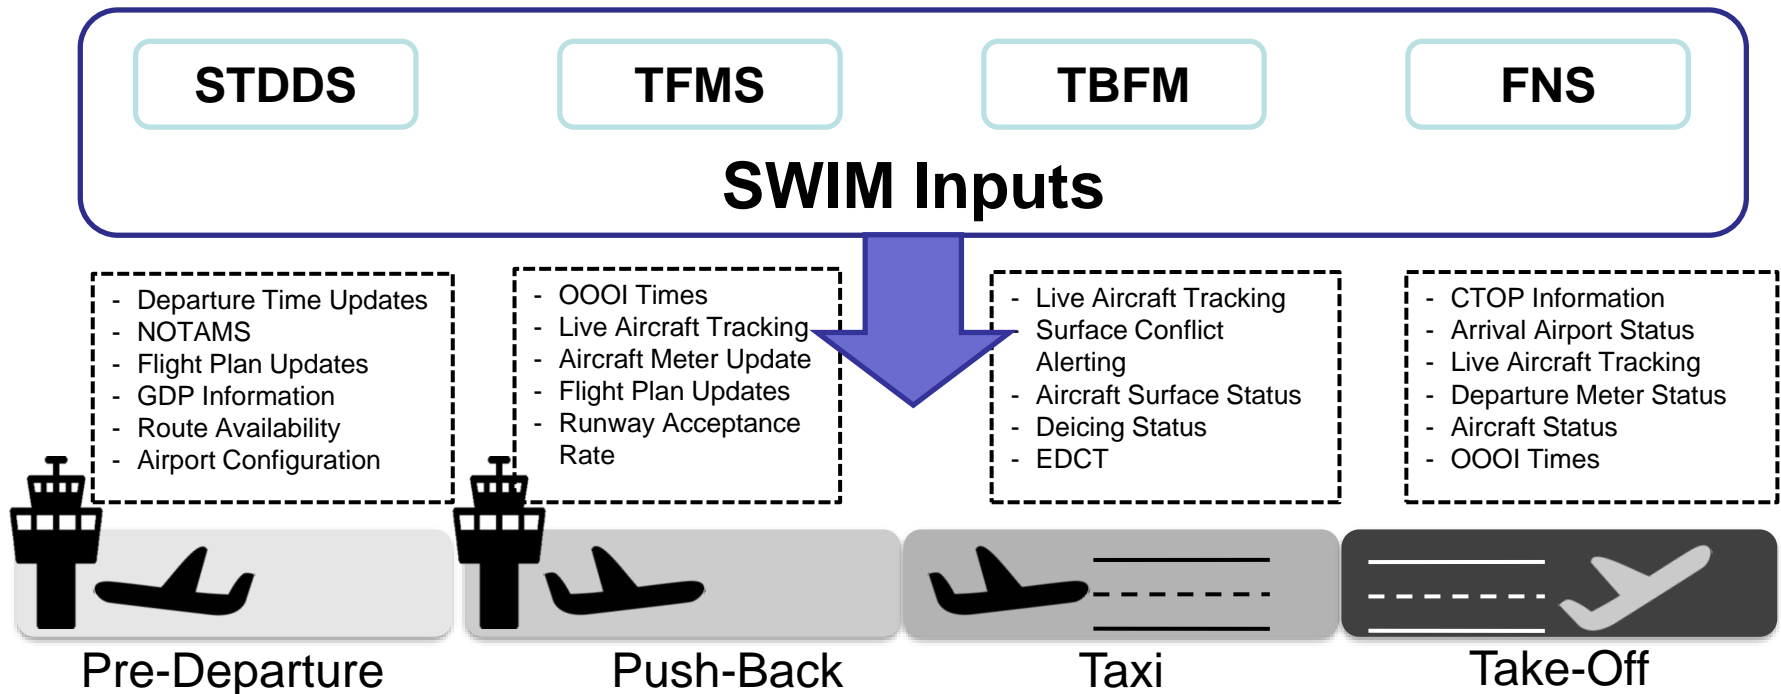 STDDS
TFMS
TBFM
FNS
SWIM Inputs
- Departure Time Updates
- NOTAMS
- Flight Plan Updates
- GDP Information
- Route Availability
- Airport Configuration
- OOOI Times
- Live Aircraft Tracking
- Aircraft Meter Update
- Flight Plan Updates
- Runway Acceptance
Rate
- Live Aircraft Tracking
- Surface Conflict
Alerting
- Aircraft Surface Status
- Deicing Status
- EDCT
- CTOP Information
- Arrival Airport Status
- Live Aircraft Tracking
- Departure Meter Status
- Aircraft Status
- OOOI Times
Pre-Departure
Push-Back
Taxi
Take-Off